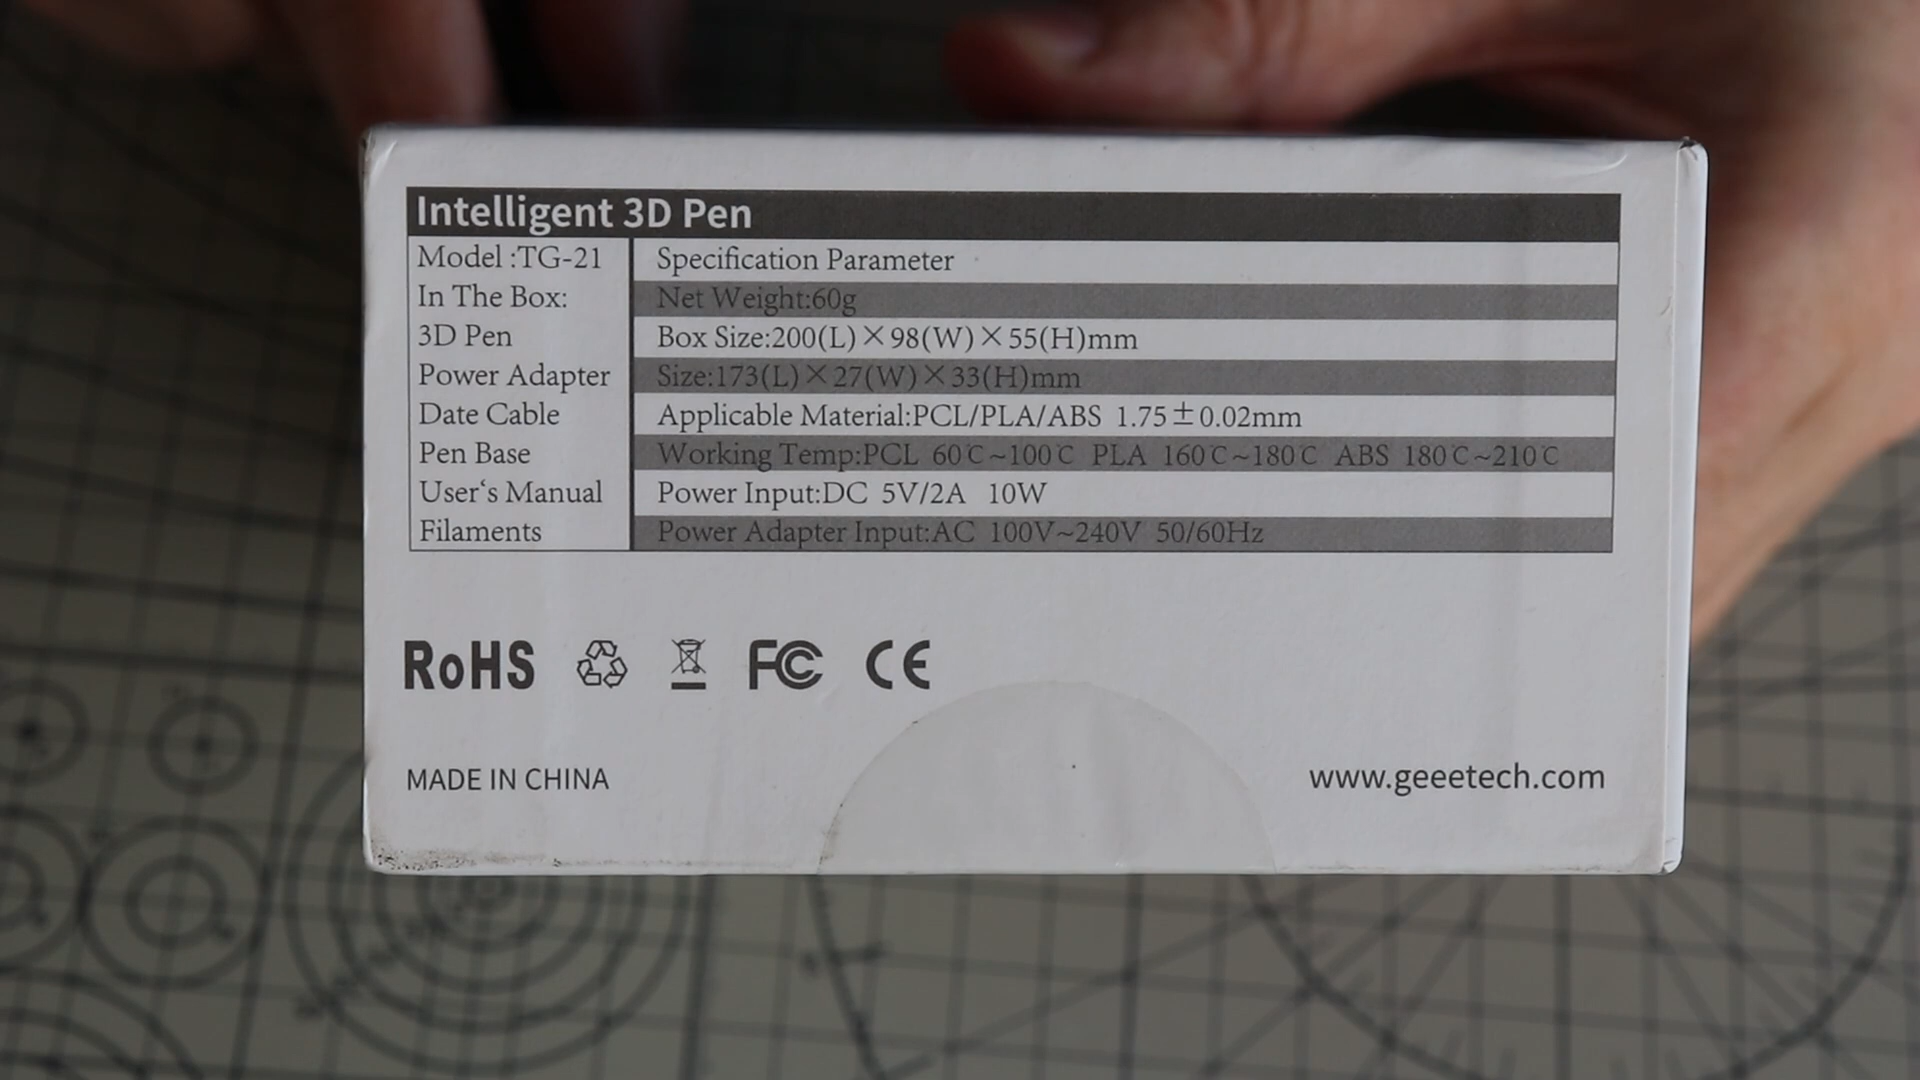 Intelligent 3D Pen
Model :TG-21
In The Box:
3D Pen
Power Adapter
Date Cable
Pen Base
User‘s Manual
Filaments
Specification Parameter
Net Weight:60g
Box Size:200(L)×98(W)×55(H)mm
Size:173(L)×27(W)×33(H)mm
Applicable Material:PCL/PLA/ABS 1.75±0.02mm
Working Temp:PCL 60℃~100℃ PLA 160℃~180℃ ABS 180℃~210℃
Power Input:DC 5V/2A 10W
Power Adapter Input:AC 100V~240V 50/60Hz
RoHS FC CE
MADE IN CHINA
www.geeetech.com